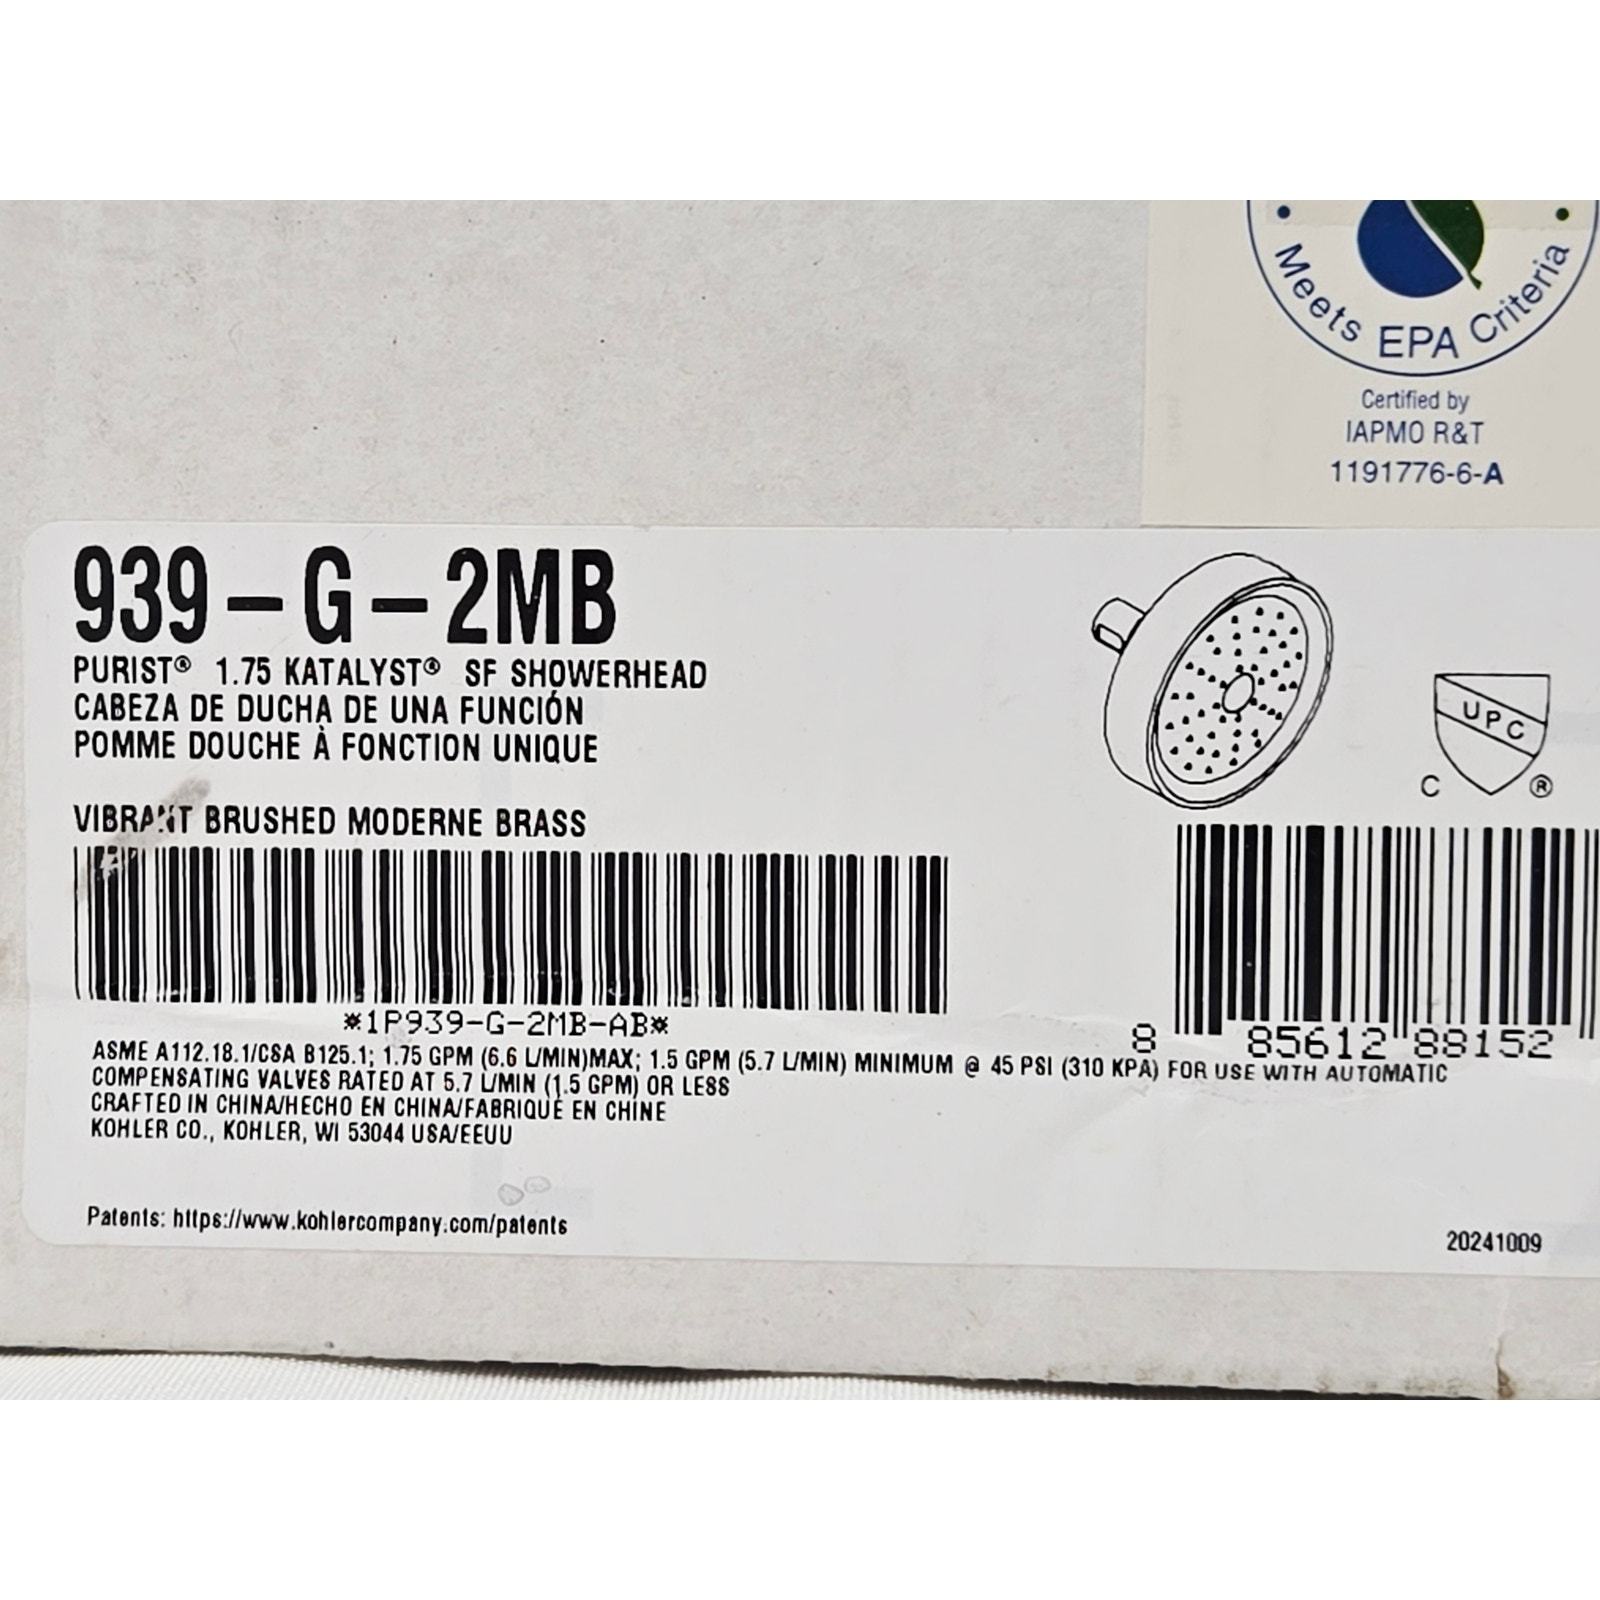 Meets EPA Criteria
Certified by
IAPMO R&T
1191776-6-A
939-G-2MB
PURIST® 1.75 KATALYST® SF SHOWERHEAD
CABEZA DE DUCHA DE UNA FUNCIÓN
POMME DOUCHE À FONCTION UNIQUE
UPC
C ®
VIBRANT BRUSHED MODERNE BRASS
*1P939-G-2MB-AB*
8 85612 88152
ASME A112.18.1/CSA B125.1; 1.75 GPM (6.6 L/MIN)MAX; 1.5 GPM (5.7 L/MIN) MINIMUM @ 45 PSI (310 KPA) FOR USE WITH AUTOMATIC
COMPENSATING VALVES RATED AT 5.7 L/MIN (1.5 GPM) OR LESS
CRAFTED IN CHINA/HECHO EN CHINA/FABRIQUÉ EN CHINE
KOHLER CO., KOHLER, WI 53044 USA/EEUU
Patents: https://www.kohlercompany.com/patents
20241009